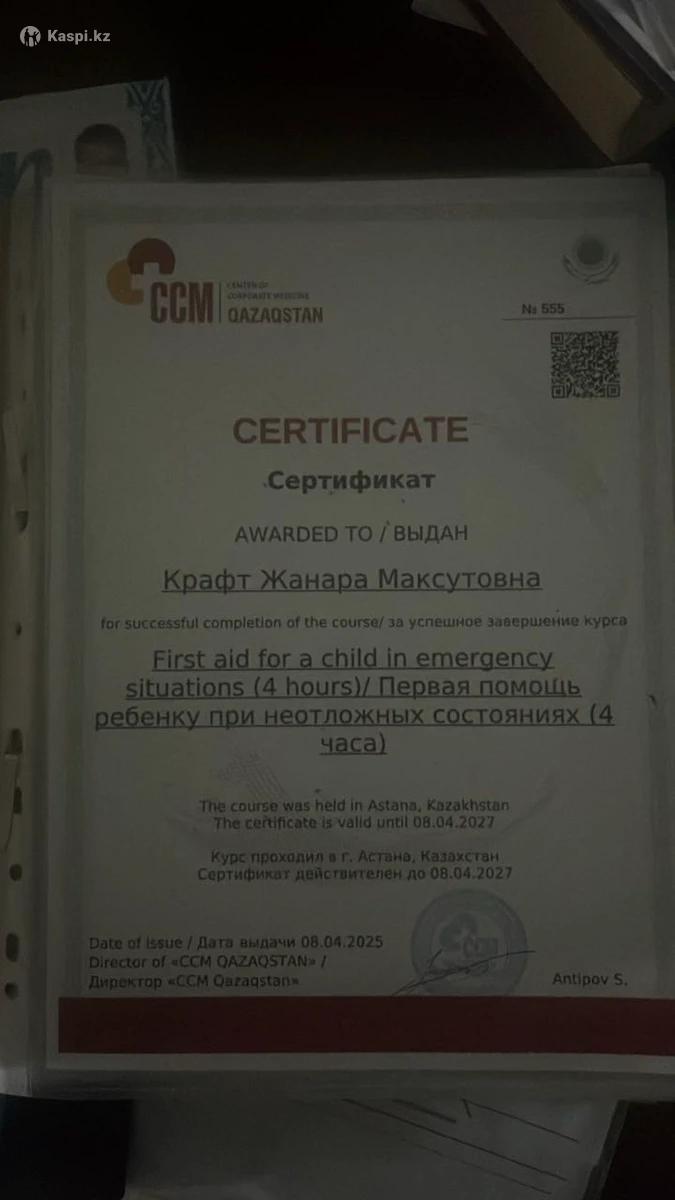 Kaspi.kz
CCM
CENTER OF
CORPORATE MEDICINE
QAZAQSTAN
№ 555
CERTIFICATE
Сертификат
AWARDED TO / ВЫДАН
Крафт Жанара Максутовна
for successful completion of the course/ за успешное завершение курса
First aid for a child in emergency
situations (4 hours)/ Первая помощь
ребенку при неотложных состояниях (4
часа)
The course was held in Astana, Kazakhstan
The certificate is valid until 08.04.2027
Курс проходил в г. Астана, Казахстан
Сертификат действителен до 08.04.2027
Date of issue / Дата выдачи 08.04.2025
Director of «CCM QAZAQSTAN» /
Директор «CCM Qazaqstan»
CCM
Antipov S.